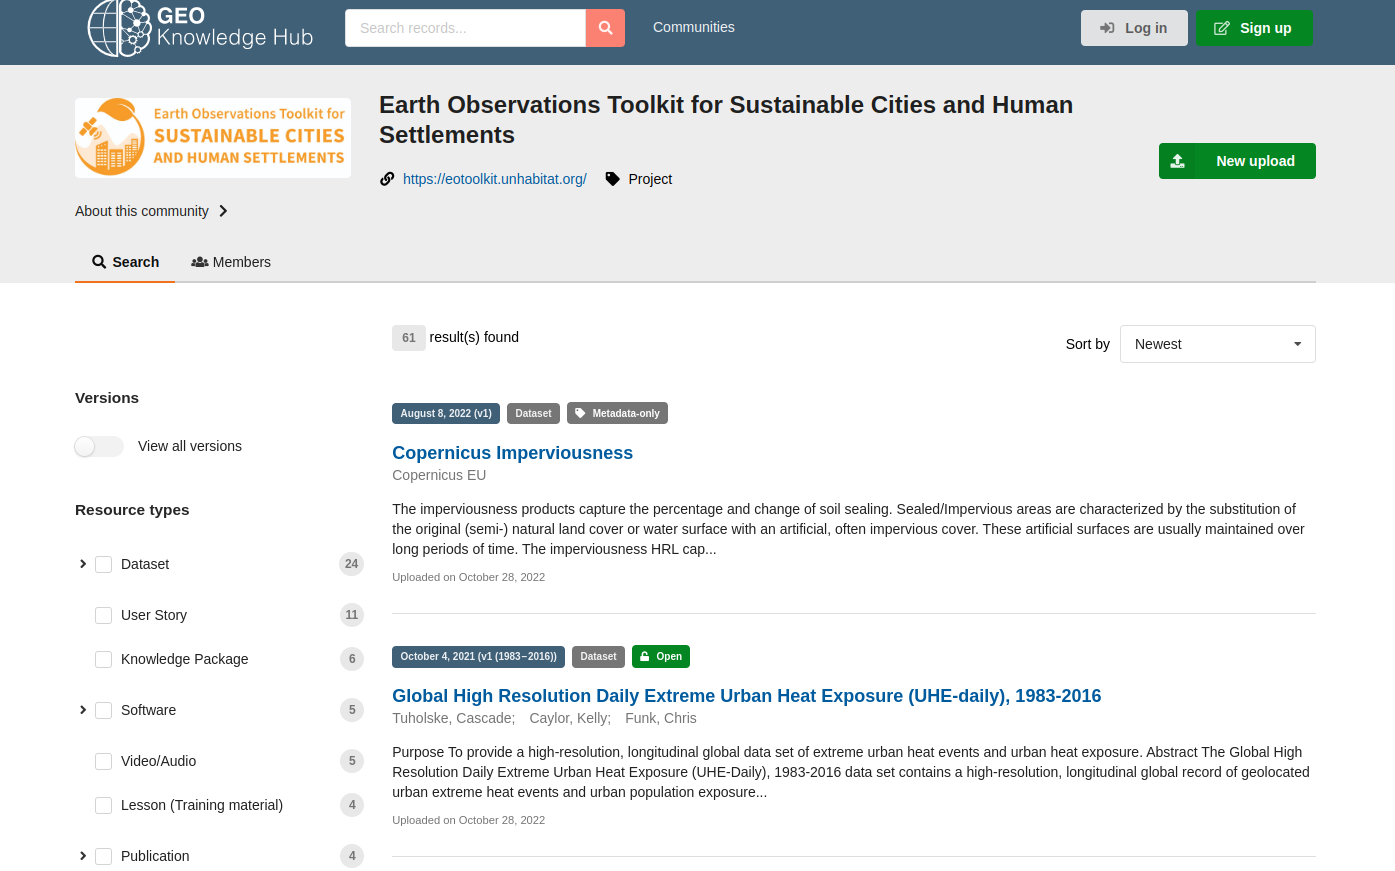 GEO
Knowledge Hub
Search records...
Communities
Log in
Sign up
Earth Observations Toolkit for
SUSTAINABLE CITIES
AND HUMAN SETTLEMENTS
Earth Observations Toolkit for Sustainable Cities and Human
Settlements
https://eotoolkit.unhabitat.org/ Project
New upload
About this community
Search
Members
61 result(s) found
Sort by Newest
Versions
View all versions
Resource types
Dataset 24
User Story 11
Knowledge Package 6
Software 5
Video/Audio 5
Lesson (Training material) 4
Publication 4
August 8, 2022 (v1) Dataset Metadata-only
Copernicus Imperviousness
Copernicus EU
The imperviousness products capture the percentage and change of soil sealing. Sealed/Impervious areas are characterized by the substitution of
the original (semi-) natural land cover or water surface with an artificial, often impervious cover. These artificial surfaces are usually maintained over
long periods of time. The imperviousness HRL cap...
Uploaded on October 28, 2022
October 4, 2021 (v1 (1983–2016)) Dataset Open
Global High Resolution Daily Extreme Urban Heat Exposure (UHE-daily), 1983-2016
Tuholske, Cascade; Caylor, Kelly; Funk, Chris
Purpose To provide a high-resolution, longitudinal global data set of extreme urban heat events and urban heat exposure. Abstract The Global High
Resolution Daily Extreme Urban Heat Exposure (UHE-Daily), 1983-2016 data set contains a high-resolution, longitudinal global record of geolocated
urban extreme heat events and urban population exposure...
Uploaded on October 28, 2022